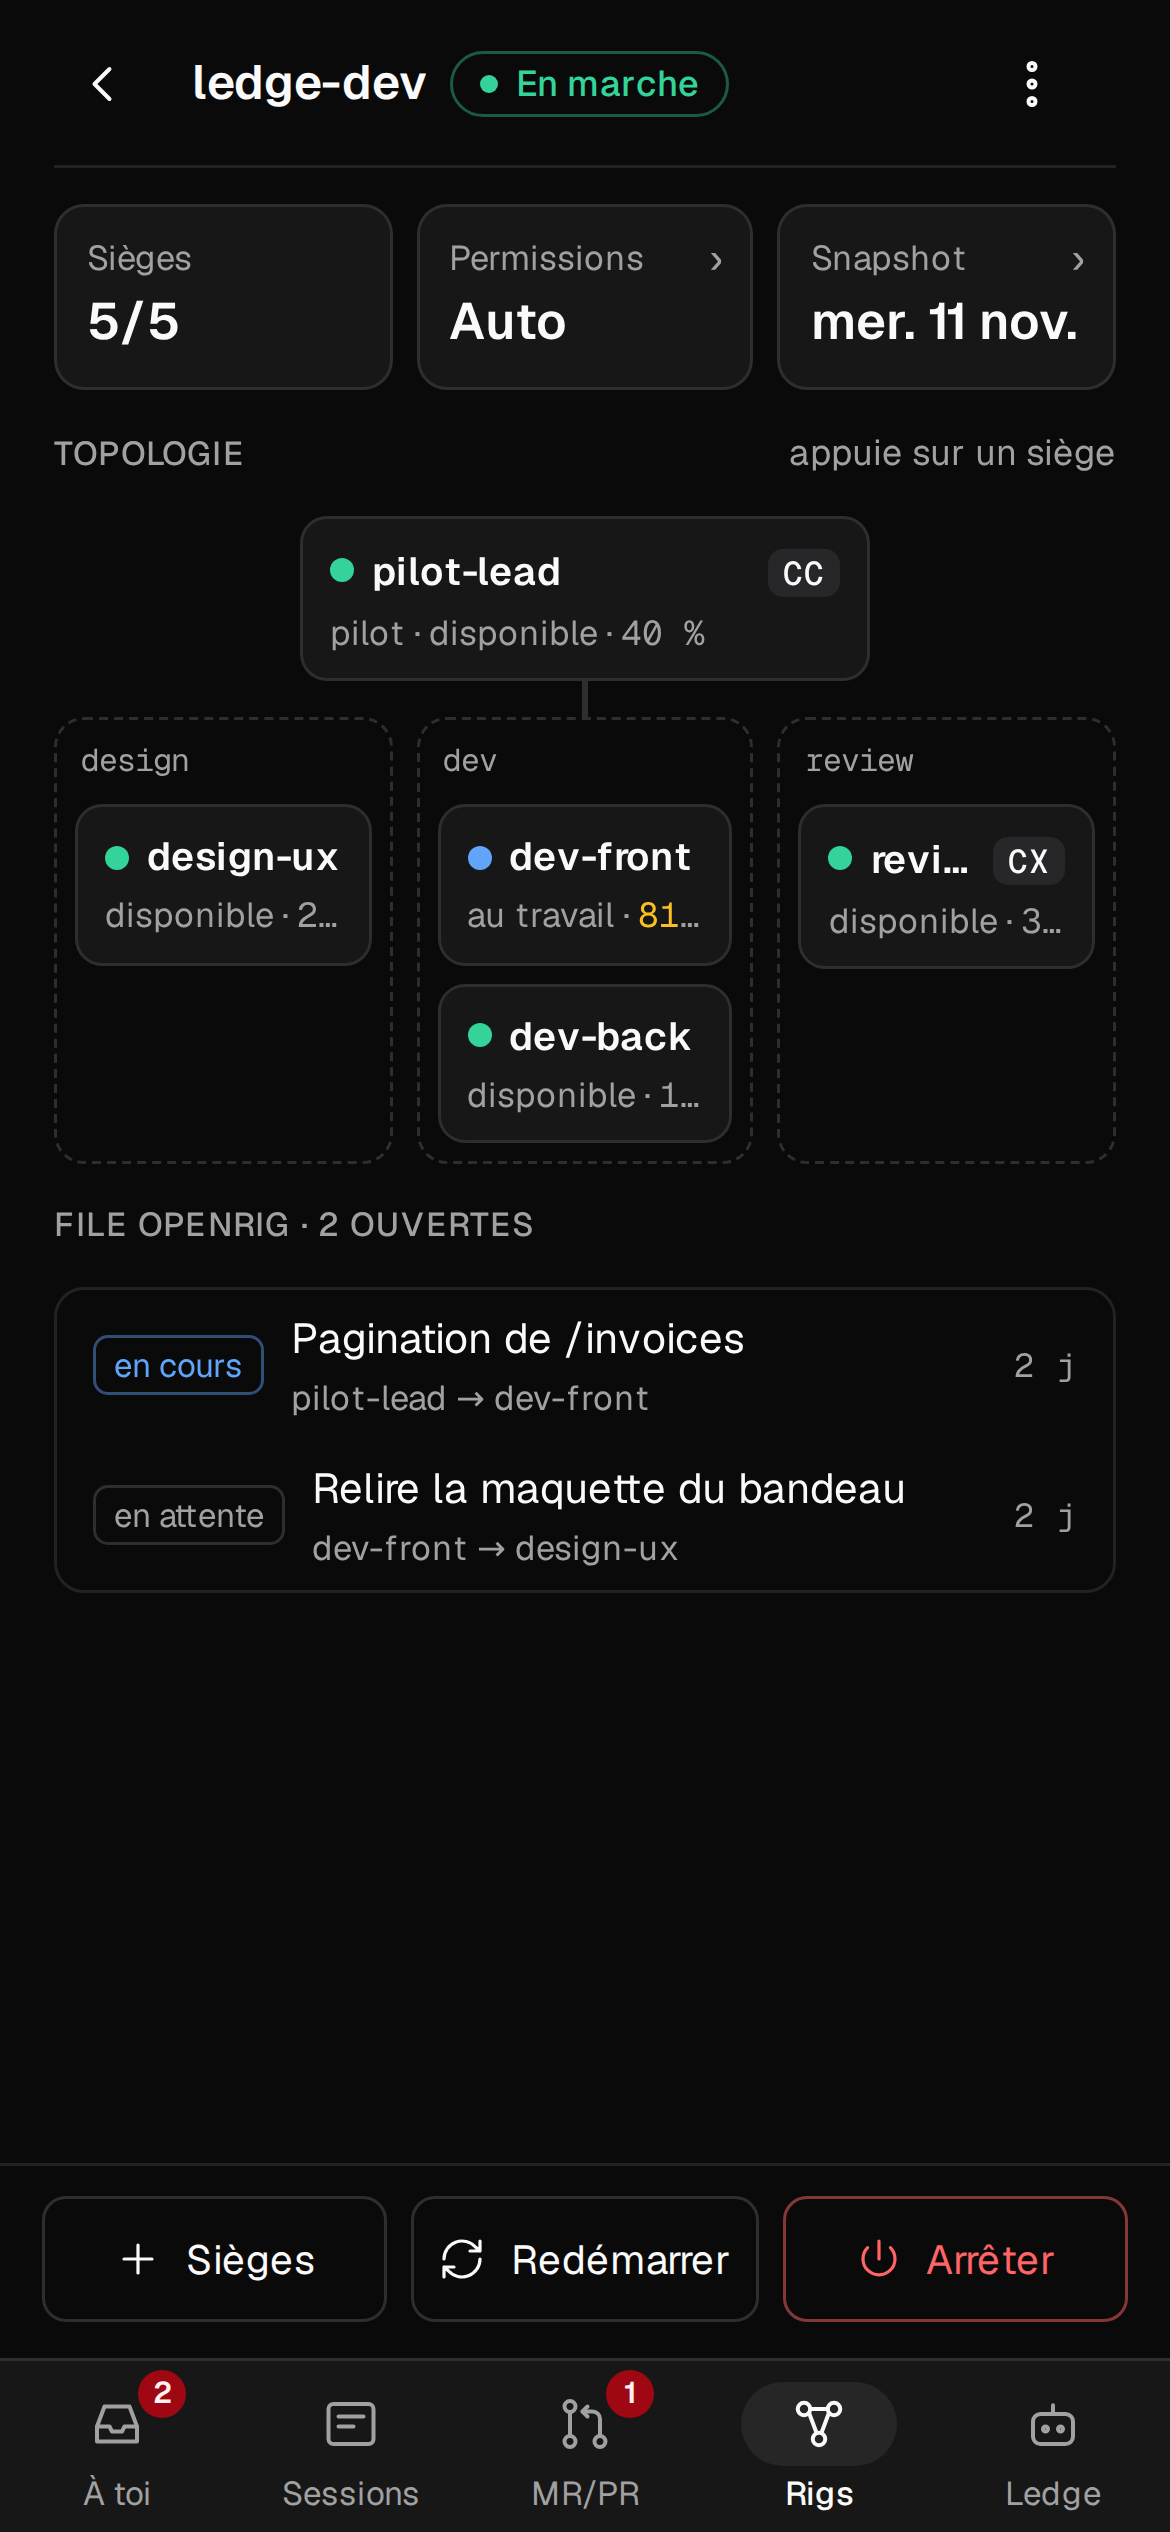 ledge-dev
En marche
Sièges
5/5
Permissions ›
Auto
Snapshot ›
mer. 11 nov.
TOPOLOGIE
appuie sur un siège
pilot-lead
CC
pilot · disponible · 40 %
design
design-ux
disponible · 2…
dev
dev-front
au travail · 81…
dev-back
disponible · 1…
review
revi…
CX
disponible · 3…
FILE OPENRIG · 2 OUVERTES
en cours
Pagination de /invoices
pilot-lead → dev-front
2 j
en attente
Relire la maquette du bandeau
dev-front → design-ux
2 j
Sièges
Redémarrer
Arrêter
2
À toi
Sessions
1
MR/PR
Rigs
Ledge